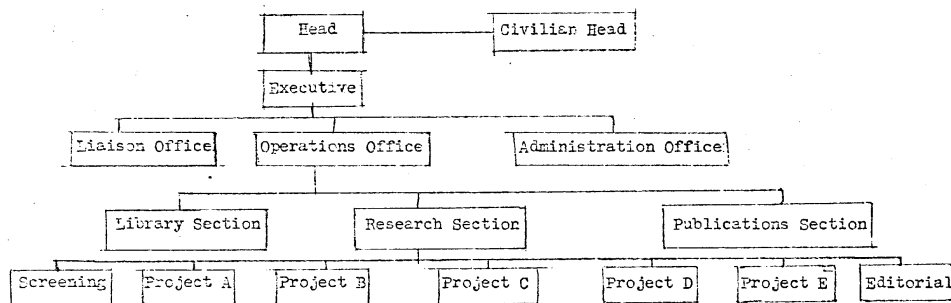 Head
Civilian Head
Executive
Liaison Office
Operations Office
Administration Office
Library Section
Research Section
Publications Section
Screening
Project A
Project B
Project C
Project D
Project E
Editorial